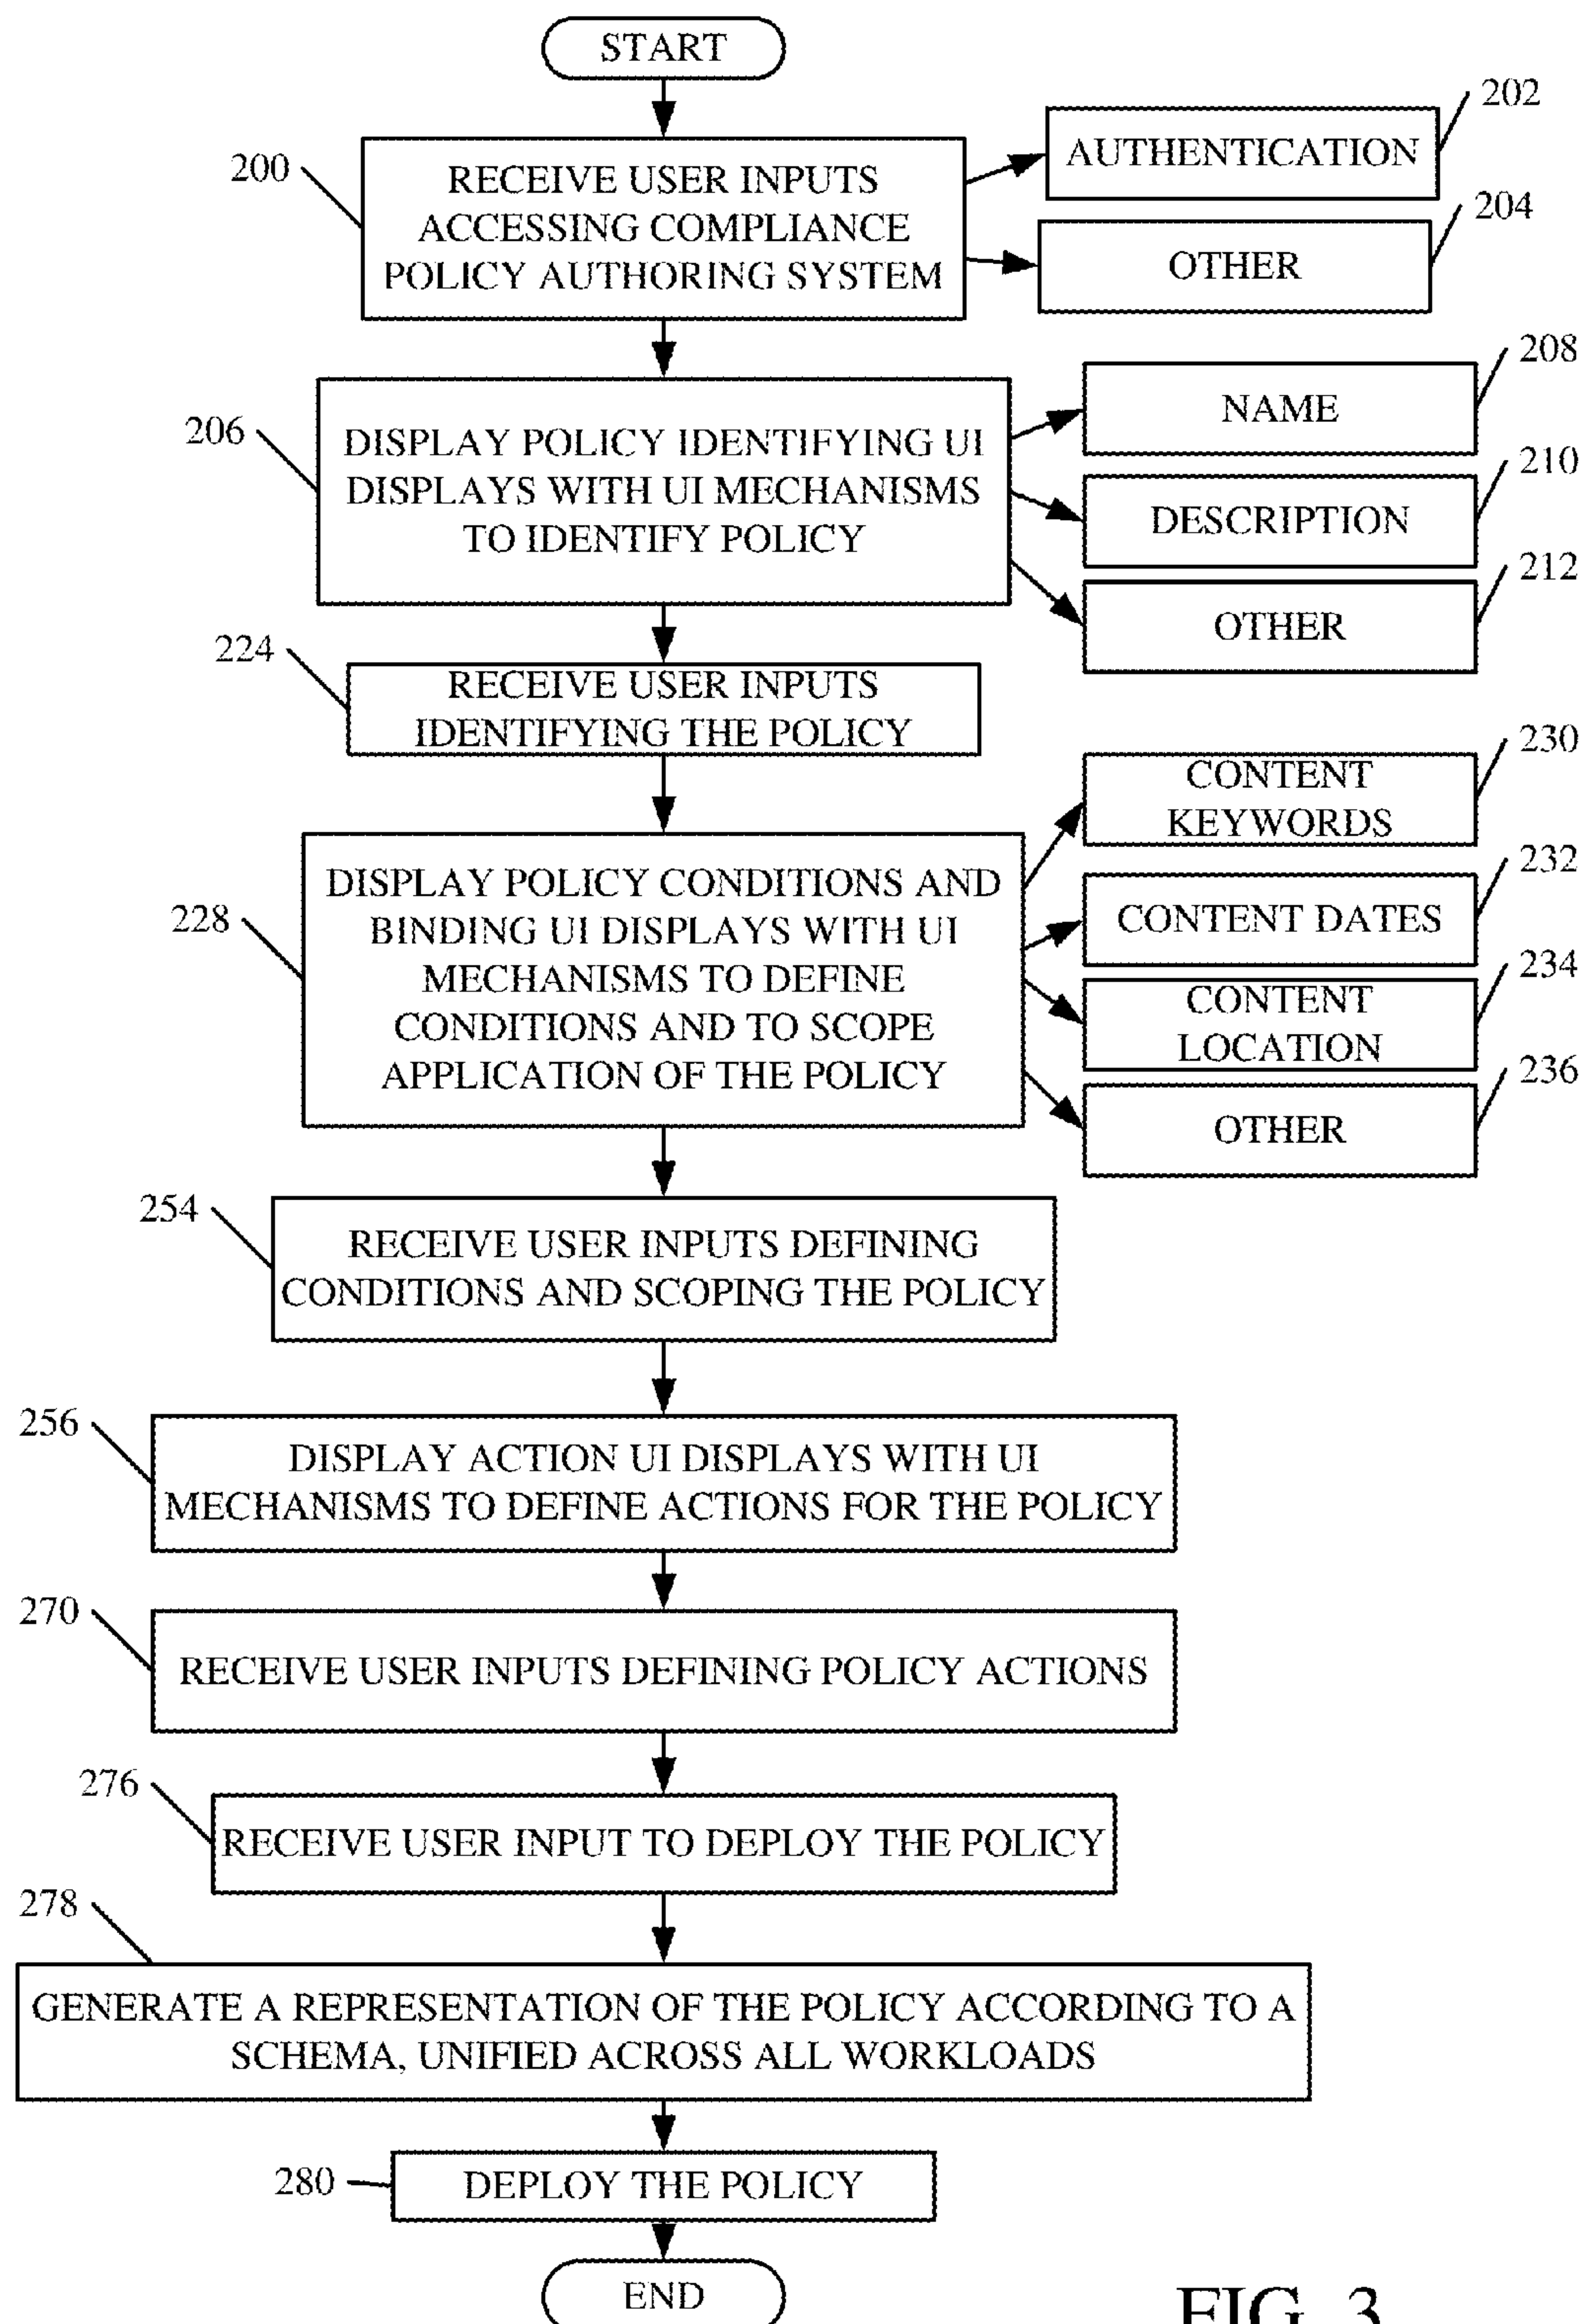 START
200
RECEIVE USER INPUTS
ACCESSING COMPLIANCE
POLICY AUTHORING SYSTEM
202
AUTHENTICATION
204
OTHER
206
DISPLAY POLICY IDENTIFYING UI
DISPLAYS WITH UI MECHANISMS
TO IDENTIFY POLICY
208
NAME
210
DESCRIPTION
212
OTHER
224
RECEIVE USER INPUTS
IDENTIFYING THE POLICY
228
DISPLAY POLICY CONDITIONS AND
BINDING UI DISPLAYS WITH UI
MECHANISMS TO DEFINE
CONDITIONS AND TO SCOPE
APPLICATION OF THE POLICY
230
CONTENT
KEYWORDS
232
CONTENT DATES
234
CONTENT
LOCATION
236
OTHER
254
RECEIVE USER INPUTS DEFINING
CONDITIONS AND SCOPING THE POLICY
256
DISPLAY ACTION UI DISPLAYS WITH UI
MECHANISMS TO DEFINE ACTIONS FOR THE POLICY
270
RECEIVE USER INPUTS DEFINING POLICY ACTIONS
276
RECEIVE USER INPUT TO DEPLOY THE POLICY
278
GENERATE A REPRESENTATION OF THE POLICY ACCORDING TO A
SCHEMA, UNIFIED ACROSS ALL WORKLOADS
280
DEPLOY THE POLICY
END
FIG. 3